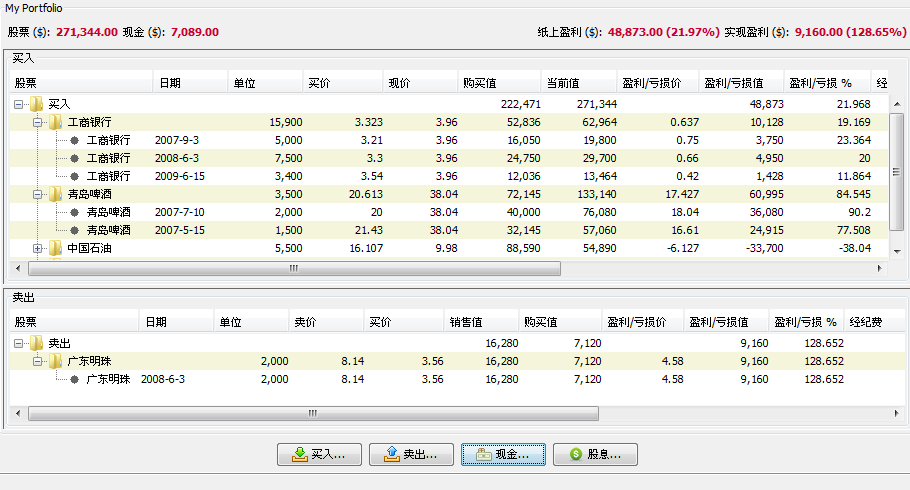 My Portfolio
股票 ($): 271,344.00 现金 ($): 7,089.00 纸上盈利 ($): 48,873.00 (21.97%) 实现盈利 ($): 9,160.00 (128.65%)
买入
股票 日期 单位 买价 现价 购买值 当前值 盈利/亏损价 盈利/亏损值 盈利/亏损 % 经
买入 222,471 271,344 48,873 21.968
工商银行 15,900 3.323 3.96 52,836 62,964 0.637 10,128 19.169
工商银行 2007-9-3 5,000 3.21 3.96 16,050 19,800 0.75 3,750 23.364
工商银行 2008-6-3 7,500 3.3 3.96 24,750 29,700 0.66 4,950 20
工商银行 2009-6-15 3,400 3.54 3.96 12,036 13,464 0.42 1,428 11.864
青岛啤酒 3,500 20.613 38.04 72,145 133,140 17.427 60,995 84.545
青岛啤酒 2007-7-10 2,000 20 38.04 40,000 76,080 18.04 36,080 90.2
青岛啤酒 2007-5-15 1,500 21.43 38.04 32,145 57,060 16.61 24,915 77.508
中国石油 5,500 16.107 9.98 88,590 54,890 -6.127 -33,700 -38.04
卖出
股票 日期 单位 卖价 买价 销售值 购买值 盈利/亏损价 盈利/亏损值 盈利/亏损 % 经纪费
卖出 16,280 7,120 9,160 128.652
广东明珠 2,000 8.14 3.56 16,280 7,120 4.58 9,160 128.652
广东明珠 2008-6-3 2,000 8.14 3.56 16,280 7,120 4.58 9,160 128.652
买入... 卖出... 现金... 股息...